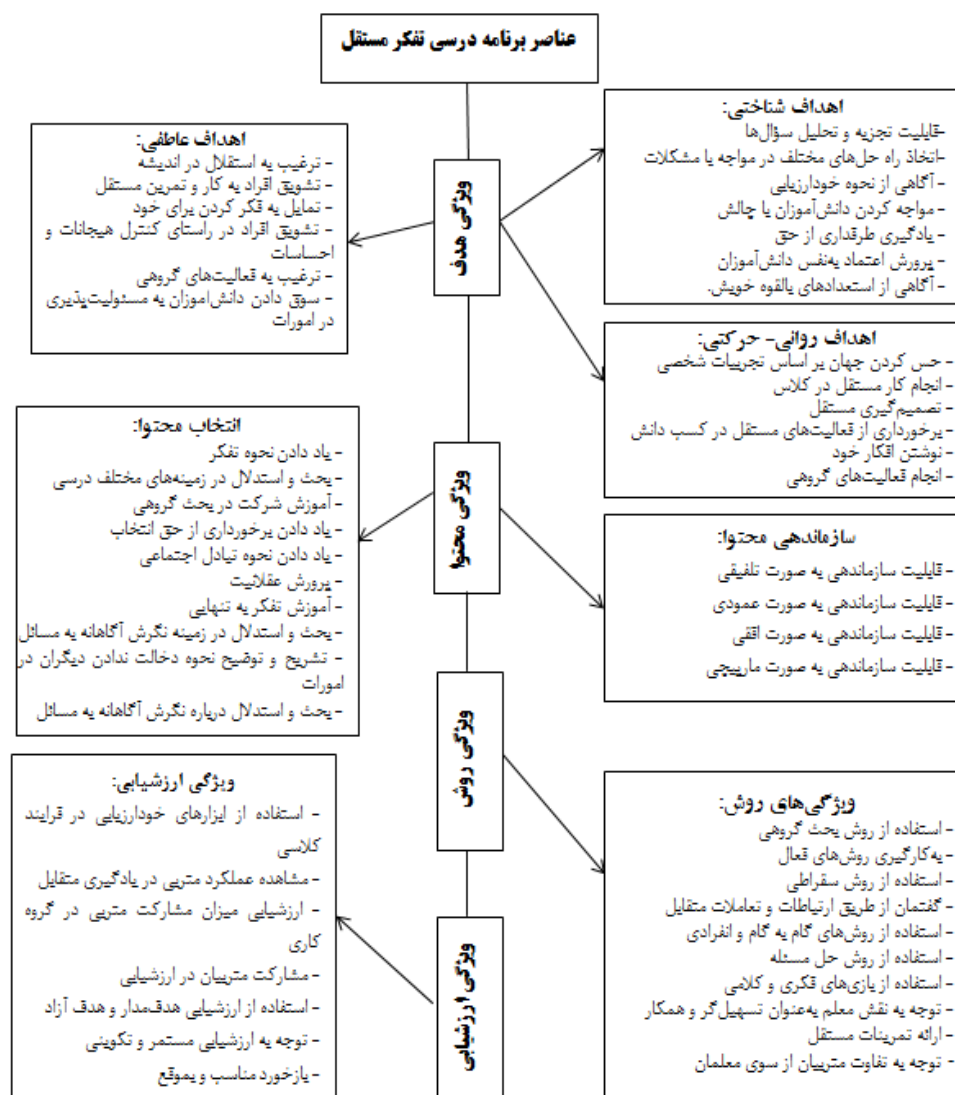 عناصر برنامه درسی تفکر مستقل
اهداف شناختی:
-قابلیت تجزیه و تحلیل سؤال‌ها
-اتخاذ راه حل‌های مختلف در مواجه با مشکلات
- آگاهی از نحوه خودارزیابی
- مواجه کردن دانش‌آموزان با چالش
- یادگیری طرفداری از حق
- پرورش اعتماد به‌نفس دانش‌آموزان
- آگاهی از استعدادهای بالقوه خویش.
اهداف عاطفی:
- ترغیب به استقلال در اندیشه
- تشویق افراد به کار و تمرین مستقل
- تمایل به فکر کردن برای خود
- تشویق افراد در راستای کنترل هیجانات و
احساسات
- ترغیب به فعالیت‌های گروهی
- سوق دادن دانش‌اموزان به مسئولیت‌پذیری
در امورات
ویژگی هدف
اهداف روانی- حرکتی:
- حس کردن جهان بر اساس تجربیات شخصی
- انجام کار مستقل در کلاس
- تصمیم‌گیری مستقل
- برخورداری از فعالیت‌های مستقل در کسب دانش
- نوشتن افکار خود
- انجام فعالیت‌های گروهی
انتخاب محتوا:
- یاد دادن نحوه تفکر
- بحث و استدلال در زمینه‌های مختلف درسی
- آموزش شرکت در بحث گروهی
- یاد دادن برخورداری از حق انتخاب
- یاد دادن نحوه تبادل اجتماعی
- پرورش عقلانیت
- آموزش تفکر به تنهایی
- بحث و استدلال در زمینه نگرش آگاهانه به مسائل
- تشریح و توضیح نحوه دخالت ندادن دیگران در
امورات
- بحث و استدلال درباره نگرش آگاهانه به مسائل
ویژگی محتوا
سازماندهی محتوا:
- قابلیت سازماندهی به صورت تلفیقی
- قابلیت سازماندهی به صورت عمودی
- قابلیت سازماندهی به صورت افقی
- قابلیت سازماندهی به صورت مارپیچی
ویژگی روش
ویژگی‌های روش:
- استفاده از روش بحث گروهی
- به‌کارگیری روش‌های فعال
- استفاده از روش سقراطی
- گفتمان از طریق ارتباطات و تعاملات متقابل
- استفاده از روش‌های گام به گام و انفرادی
- استفاده از روش حل مسئله
- استفاده از بازی‌های فکری و کلامی
- توجه به نقش معلم به‌عنوان تسهیل‌گر و همکار
- ارائه تمرینات مستقل
- توجه به تفاوت متربیان از سوی معلمان
ویژگی ارزشیابی:
- استفاده از ابزارهای خودارزیابی در فرایند
کلاسی
- مشاهده عملکرد متربی در یادگیری متقابل
- ارزشیابی میزان مشارکت متربی در گروه
کاری
- مشارکت متربیان در ارزشیابی
- استفاده از ارزشیابی هدف‌مدار و هدف آزاد
- توجه به ارزشیابی مستمر و تکوینی
- بازخورد مناسب و بموقع
ویژگی ارزشیابی